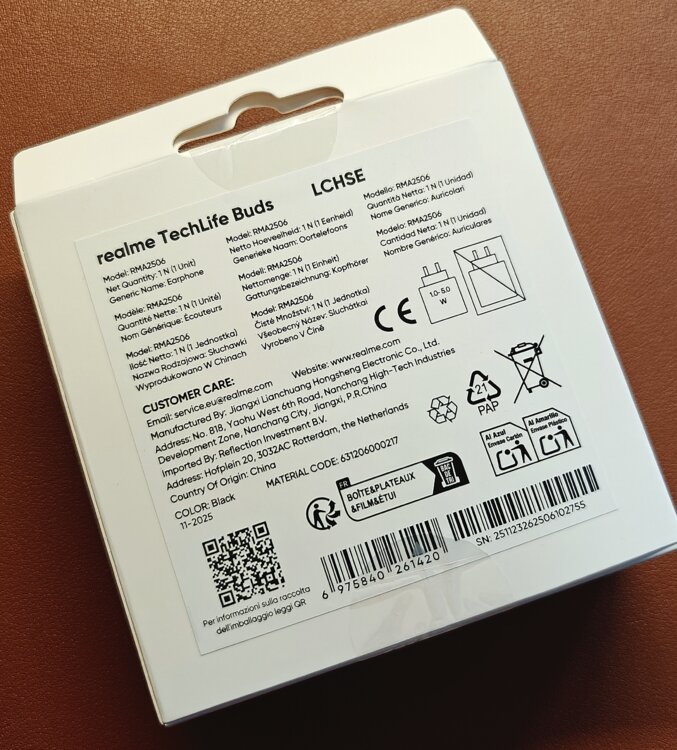 realme TechLife Buds
LCHSE
Model: RMA2506
Net Quantity: 1 N (1 Unit)
Generic Name: Earphone
Modèle: RMA2506
Quantité Nette: 1 N (1 Unité)
Nom Générique: Écouteurs
Model: RMA2506
Ilość Netto: 1 N (1 Jednostka)
Nazwa Rodzajowa: Słuchawki
Wyprodukowano W Chinach
Model: RMA2506
Netto Hoeveelheid: 1 N (1 Eenheid)
Generieke Naam: Oortelefoons
Modell: RMA2506
Nettomenge: 1 N (1 Einheit)
Gattungsbezeichnung: Kopfhörer
Model: RMA2506
Čisté Množství: 1 N (1 Jednotka)
Všeobecný Název: Sluchátkai
Vyrobeno V Číně
Modello: RMA2506
Quantità Netta: 1 N (1 Unidad)
Nome Generico: Auricolari
Modelo: RMA2506
Cantidad Neta: 1 N (1 Unidad)
Nombre Genérico: Auriculares
CE
1.0- 5.0
W
CUSTOMER CARE:
Email: service.eu@realme.com
Website: www.realme.com
Manufactured By: Jiangxi Lianchuang Hongsheng Electronic Co., Ltd.
Address: No. 818, Yaohu West 6th Road, Nanchang High-Tech Industries
Development Zone, Nanchang City, Jiangxi, P.R.China
Imported By: Reflection Investment B.V.
Address: Hofplein 20, 3032AC Rotterdam, the Netherlands
Country Of Origin: China
MATERIAL CODE: 631206000217
COLOR: Black
11-2025
21
PAP
Al Azul
Envase Cartón
Al Amarillo
Envase Plástico
FR
BOÎTE&PLATEAUX
&FILM&ÉTUI
BAC
DE
TRI
6 975840 261420
SN: 2511232625061027​55
Per informazioni sulla raccolta
dell'imballaggio leggi QR